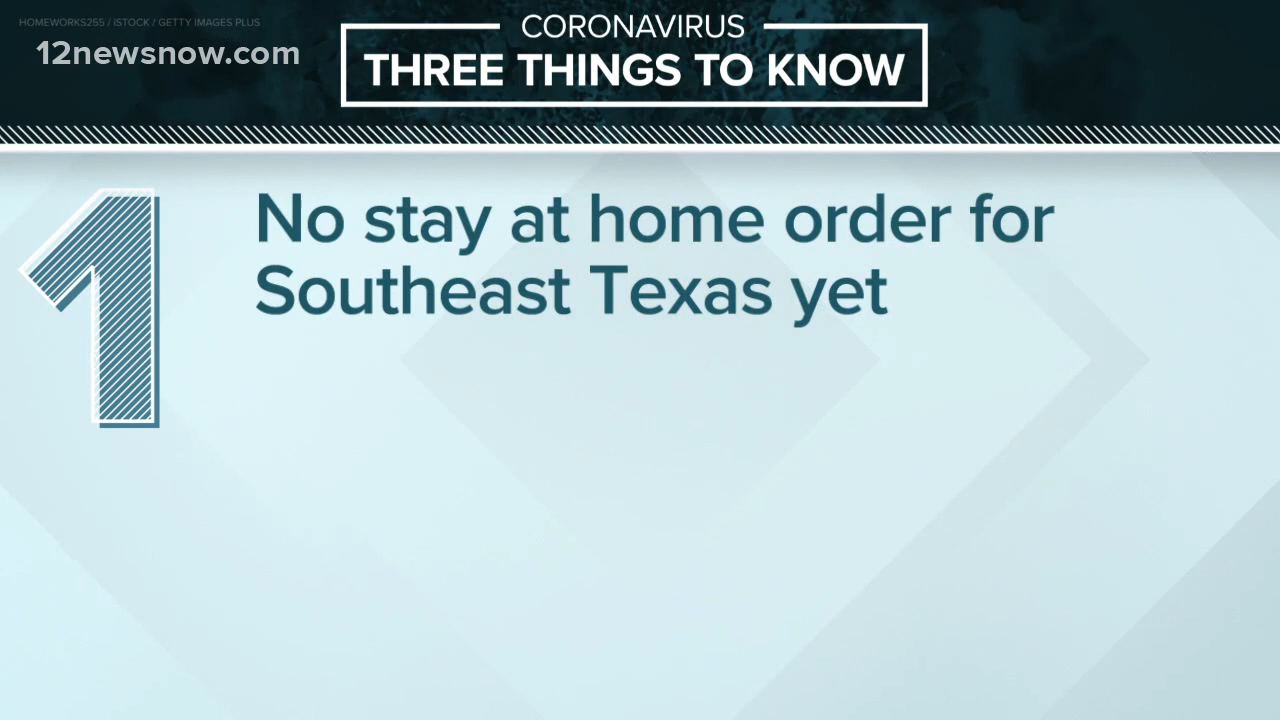 HOMEWORKS255 / iSTOCK / GETTY IMAGES PLUS
12newsnow.com
CORONAVIRUS
THREE THINGS TO KNOW
1
No stay at home order for
Southeast Texas yet